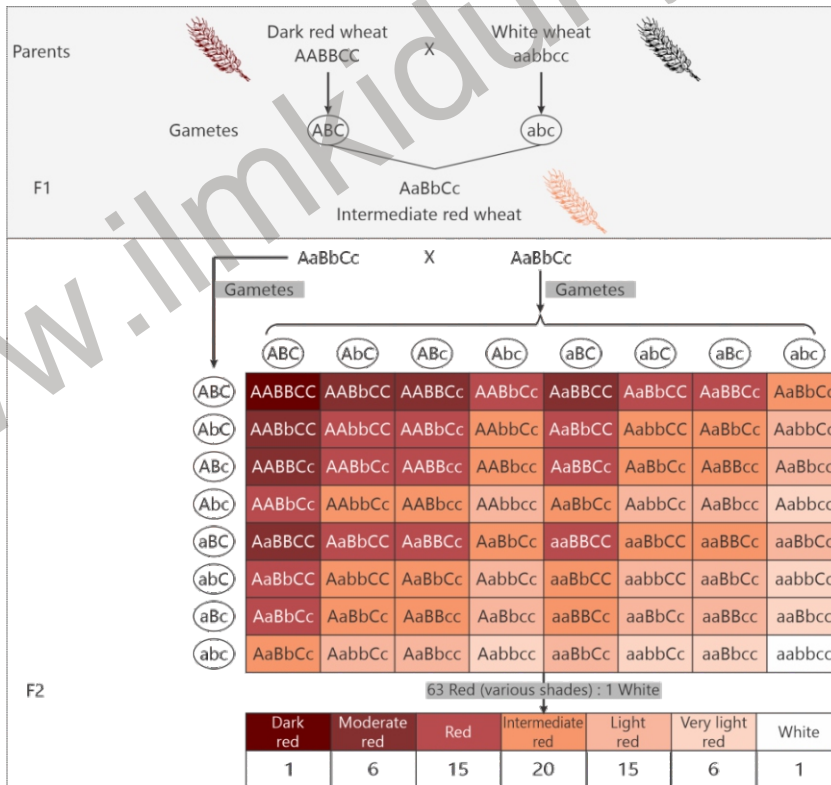 Parents
Dark red wheat X White wheat
AABBCC aabbcc
Gametes ABC abc
F1
AaBbCc
Intermediate red wheat
AaBbCc X AaBbCc
Gametes Gametes
ABC AbC ABc Abc aBC abC aBc abc
ABC AABBCC AABbCC AABBCc AABbCc AaBBCC AaBbCC AaBBCc AaBbCc
AbC AABbCC AAbbCC AABbCc AAbbCc AaBbCC AabbCC AaBbCc AabbCc
ABc AABBCc AABbCc AABBcc AABbcc AaBBCc AaBbCc AaBBcc AaBbcc
Abc AABbCc AAbbCc AABbcc AAbbcc AaBbCc AabbCc AaBbcc Aabbcc
aBC AaBBCC AaBbCC AaBBCc AaBbCc aaBBCC aaBbCC aaBBCc aaBbCc
abC AaBbCC AabbCC AaBbCc AabbCc aaBbCC aabbCC aaBbCc aabbCc
aBc AaBbCc AaBbCc AaBBcc AaBbcc aaBBCc aaBbCc aaBBcc aaBbcc
abc AaBbCc AabbCc AaBbcc Aabbcc aaBbCc aabbCc aaBbcc aabbcc
F2
63 Red (various shades) : 1 White
Dark red Moderate red Red Intermediate red Light red Very light red White
1 6 15 20 15 6 1
w.ilmkidu